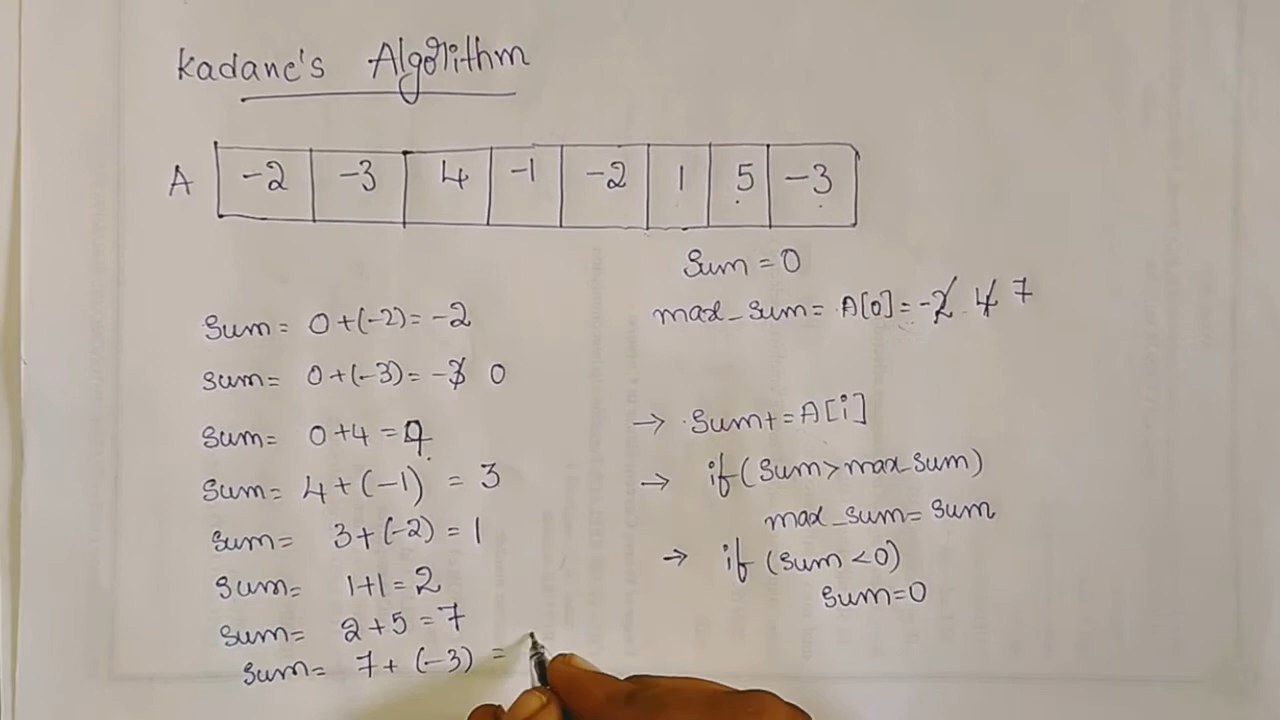 Kadane's Algorithm
A -2 -3 4 -1 -2 1 5 -3
Sum = 0
max_sum = A[0] = -2 4 7
Sum = 0+(-2) = -2
Sum = 0+(-3) = -3 0
Sum = 0+4 = 4
Sum = 4+(-1) = 3
Sum = 3+(-2) = 1
Sum = 1+1 = 2
Sum = 2+5 = 7
Sum = 7+(-3) =
→ Sum+=A[i]
→ if(Sum>max_sum)
max_sum=sum
→ if (sum<0)
sum=0